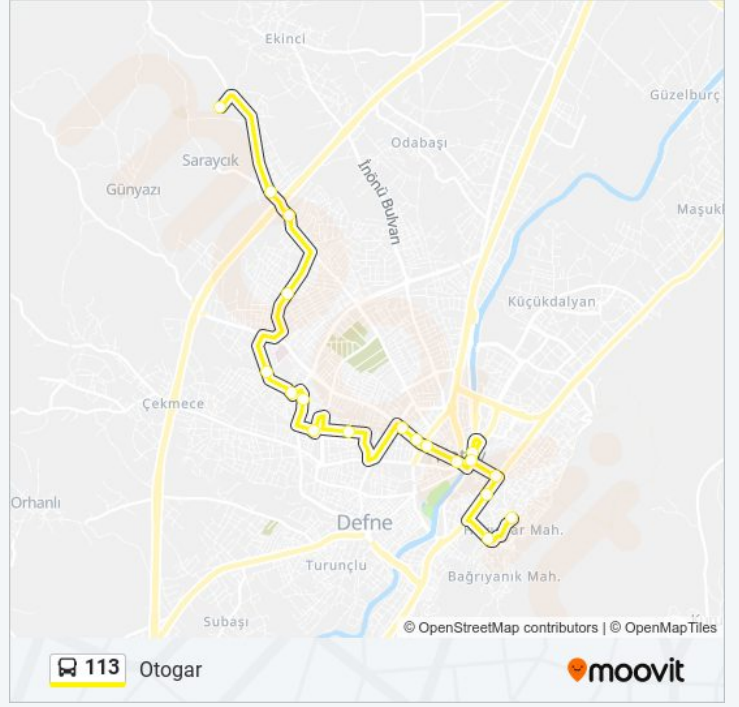 Ekinci
Güzelburç
Odabaşı
Saraycık
İnönü Bulvarı
Günyazı
Küçükdalyan
Çekmece
Orhanlı
Defne
Mah.
Turunçlu
Bağrıyanık Mah.
Subaşı
© OpenStreetMap contributors | © OpenMapTiles
113 Otogar
moovit